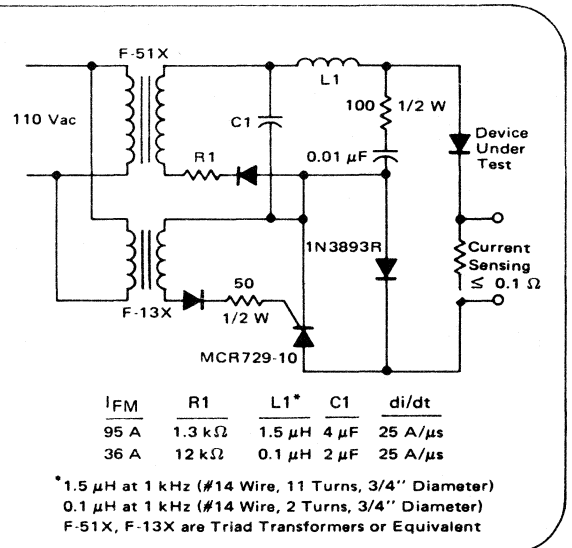 F-51X
L1
110 Vac
C1
100
1/2 W
Device
Under
Test
0.01 μF
R1
1N3893R
Current
Sensing
≤ 0.1 Ω
50
F-13X
1/2 W
MCR729-10
IFM R1 L1* C1 di/dt
95 A 1.3 kΩ 1.5 μH 4 μF 25 A/μs
36 A 12 kΩ 0.1 μH 2 μF 25 A/μs
*1.5 μH at 1 kHz (#14 Wire, 11 Turns, 3/4'' Diameter)
0.1 μH at 1 kHz (#14 Wire, 2 Turns, 3/4'' Diameter)
F-51X, F-13X are Triad Transformers or Equivalent